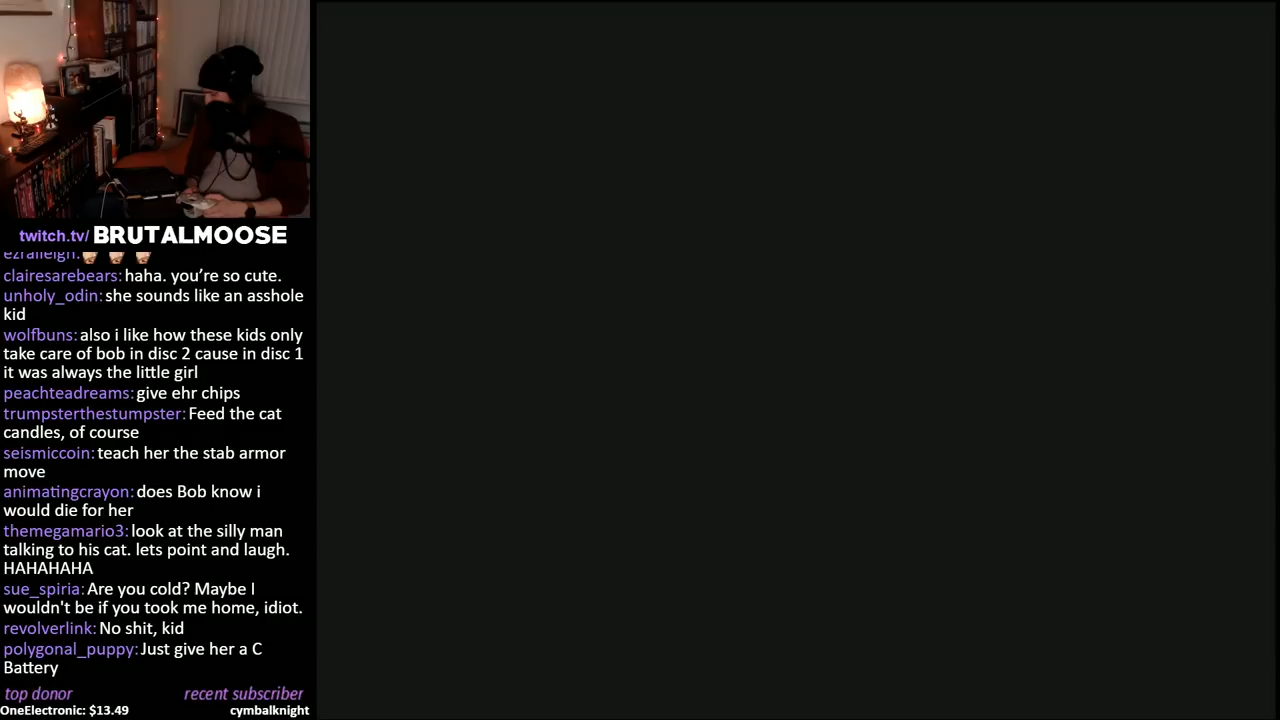 twitch.tv/ BRUTALMOOSE
ezraleigh:
clairesarebears: haha. you're so cute.
unholy_odin: she sounds like an asshole
kid
wolfbuns: also i like how these kids only
take care of bob in disc 2 cause in disc 1
it was always the little girl
peachteadreams: give ehr chips
trumpsterthestumpster: Feed the cat
candles, of course
seismiccoin: teach her the stab armor
move
animatingcrayon: does Bob know i
would die for her
themegamario3: look at the silly man
talking to his cat. lets point and laugh.
HAHAHAHA
sue_spiria: Are you cold? Maybe I
wouldn't be if you took me home, idiot.
revolverlink: No shit, kid
polygonal_puppy: Just give her a C
Battery
top donor recent subscriber
OneElectronic: $13.49 cymbalknight